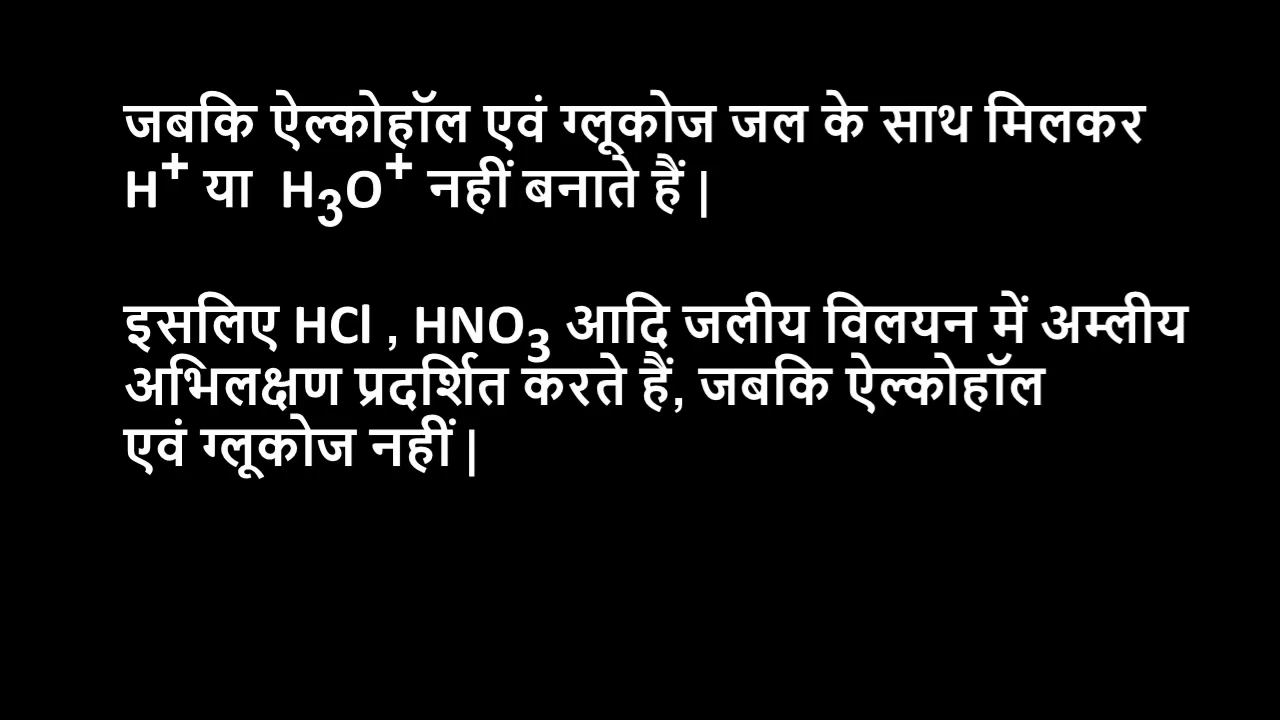 जबकि ऐल्कोहॉल एवं ग्लूकोज जल के साथ मिलकर
H⁺ या H₃O⁺ नहीं बनाते हैं |
इसलिए HCl , HNO₃ आदि जलीय विलयन में अम्लीय
अभिलक्षण प्रदर्शित करते हैं, जबकि ऐल्कोहॉल
एवं ग्लूकोज नहीं |